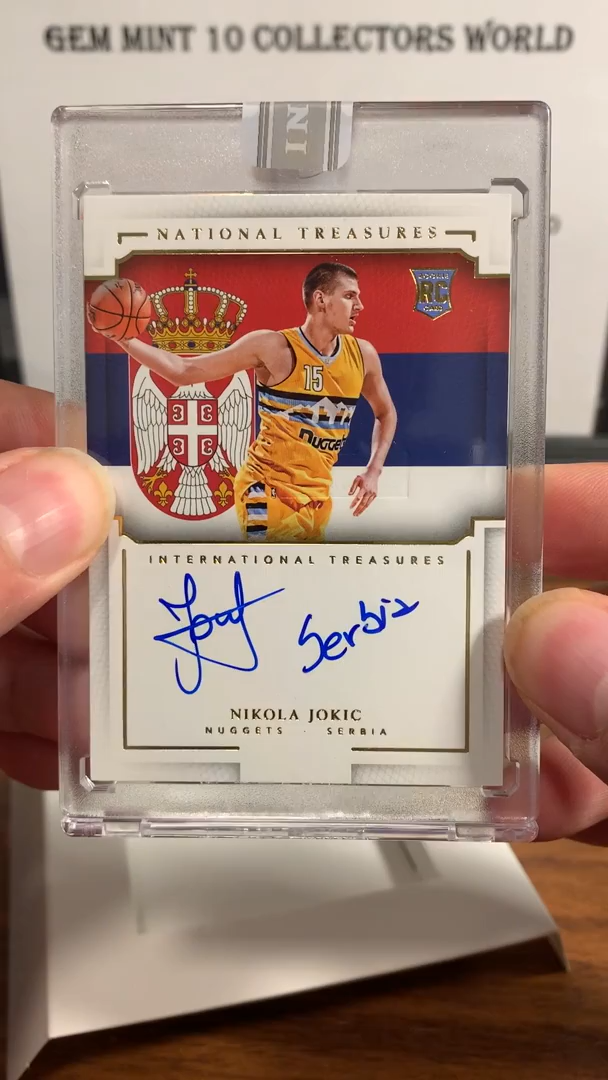 GEM MINT 10 COLLECTORS WORLD
NATIONAL TREASURES
ROOKIE
RC
CARD
15
NUGGETS
INTERNATIONAL TREASURES
Serbia
NIKOLA JOKIC
NUGGETS · SERBIA